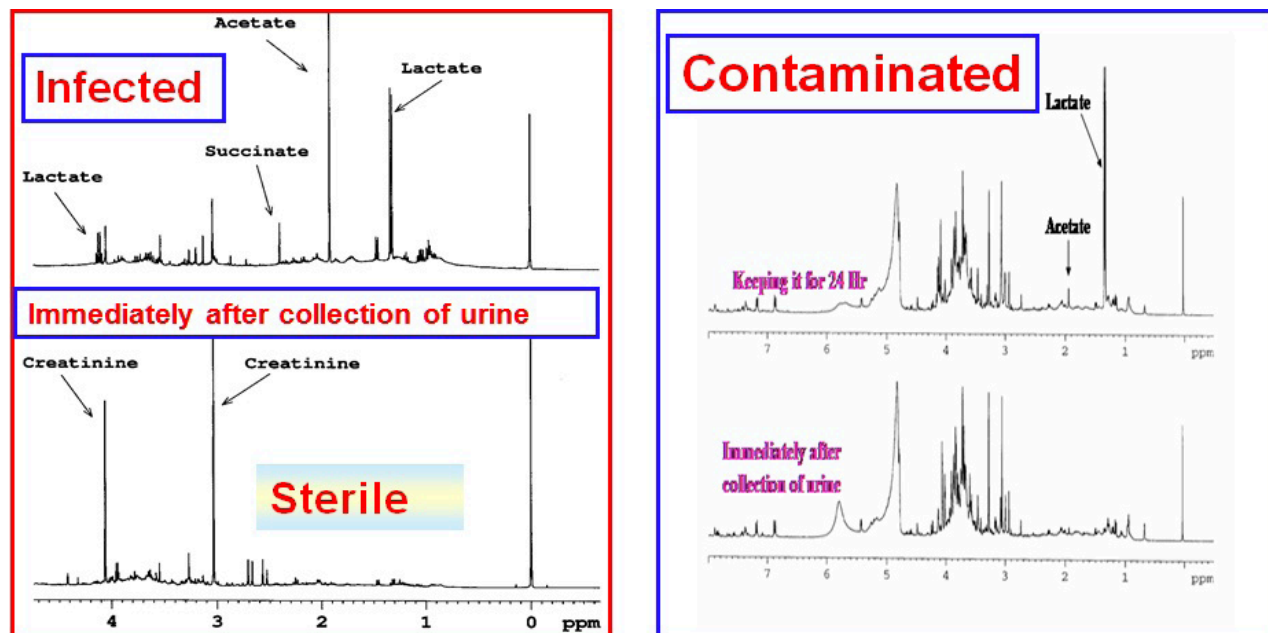 Infected
Acetate
Lactate
Succinate
Lactate
Immediately after collection of urine
Creatinine
Creatinine
Sterile
4 3 2 1 0 ppm
Contaminated
Lactate
Acetate
Keeping it for 24 Hr
7 6 5 4 3 2 1 ppm
Immediately after
collection of urine
7 6 5 4 3 2 1 ppm